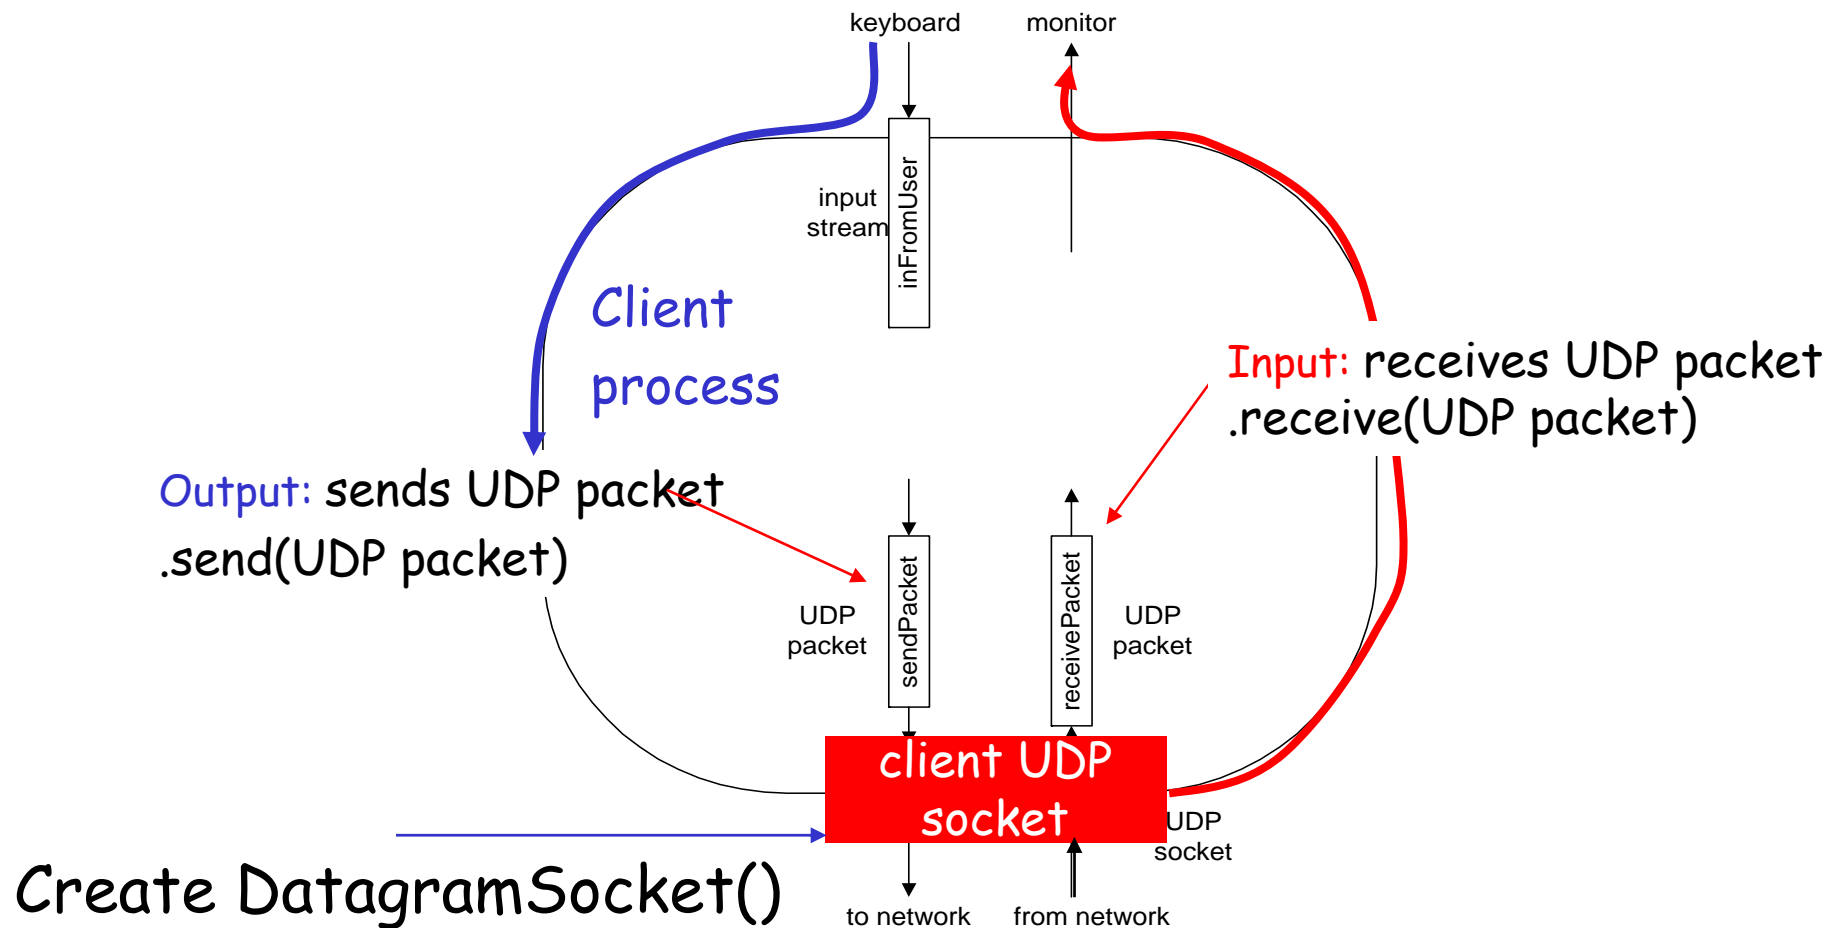 keyboard
monitor
input
stream
inFromUser
Client
process
Input: receives UDP packet
.receive(UDP packet)
Output: sends UDP packet
.send(UDP packet)
UDP
packet
sendPacket
receivePacket
UDP
packet
client UDP
socket
UDP
socket
Create DatagramSocket()
to network
from network